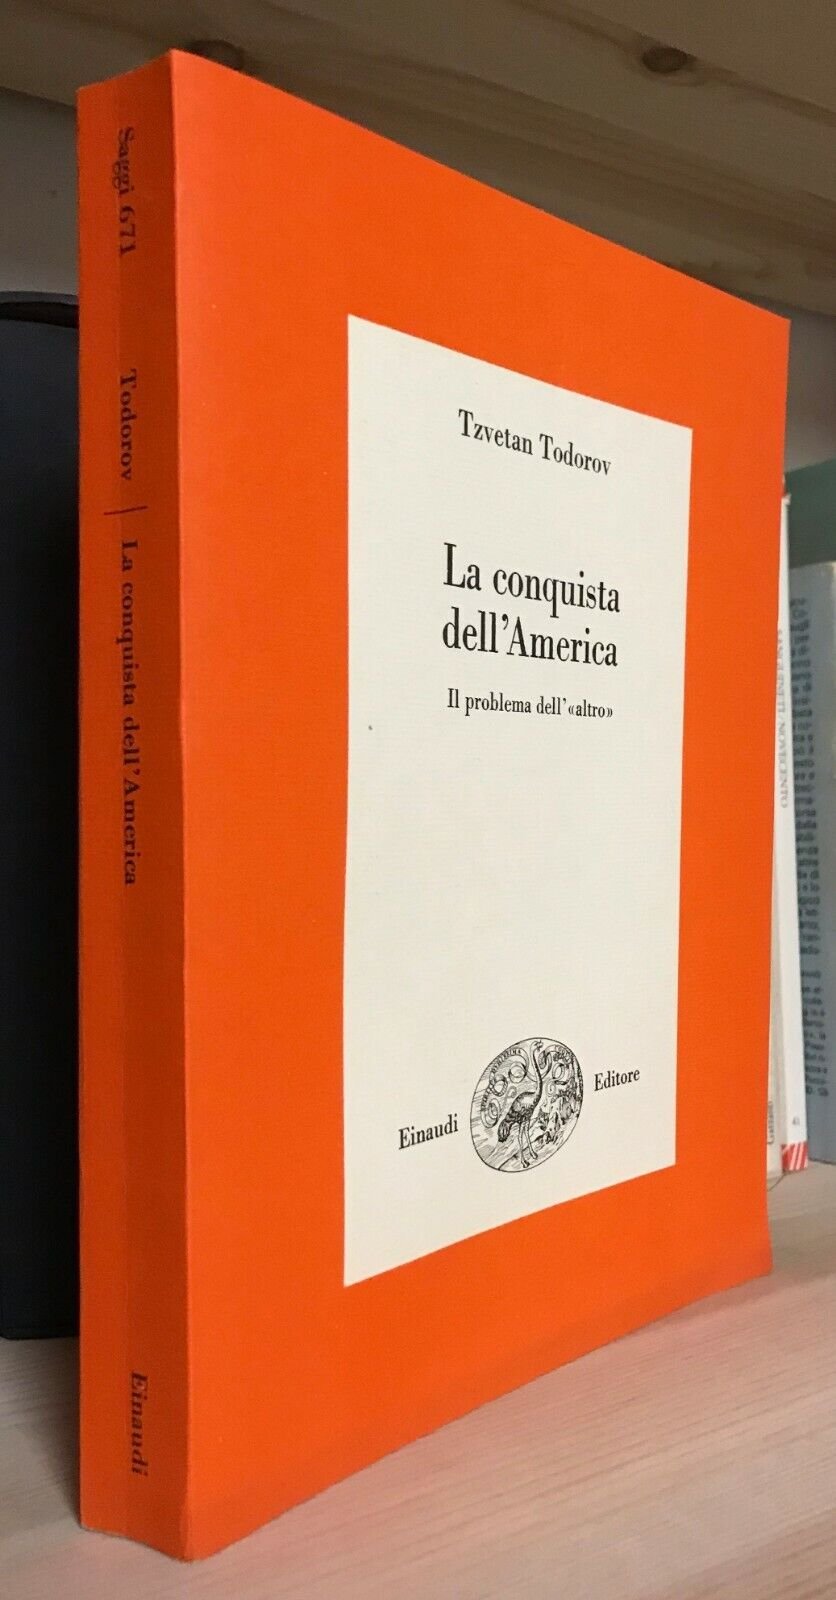 Saggi 671
Todorov
La conquista dell'America
Einaudi
Tzvetan Todorov
La conquista
dell'America
Il problema dell'«altro»
Einaudi
Editore
NOVECENTO